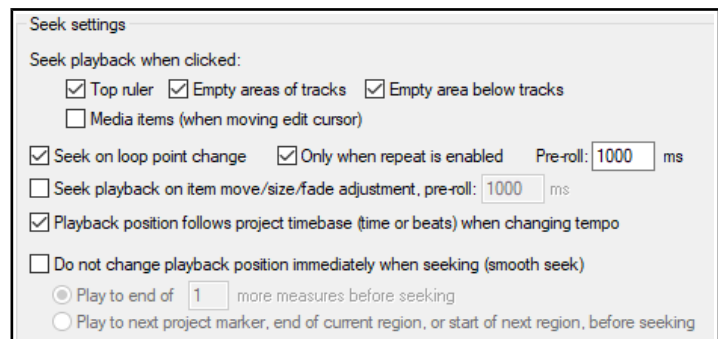 Seek settings
Seek playback when clicked:
Top ruler Empty areas of tracks Empty area below tracks
Media items (when moving edit cursor)
Seek on loop point change Only when repeat is enabled Pre-roll: 1000 ms
Seek playback on item move/size/fade adjustment, pre-roll: 1000 ms
Playback position follows project timebase (time or beats) when changing tempo
Do not change playback position immediately when seeking (smooth seek)
Play to end of 1 more measures before seeking
Play to next project marker, end of current region, or start of next region, before seeking